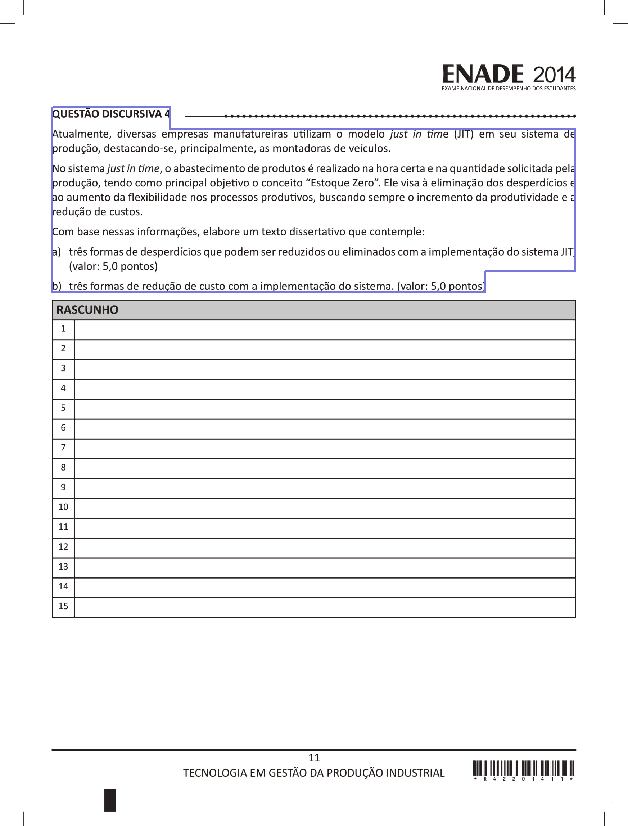 ENADE 2014
EXAME NACIONAL DE DESEMPENHO DOS ESTUDANTES
QUESTÃO DISCURSIVA 4
Atualmente, diversas empresas manufatureiras utilizam o modelo just in time (JIT) em seu sistema de
produção, destacando-se, principalmente, as montadoras de veículos.
No sistema just in time, o abastecimento de produtos é realizado na hora certa e na quantidade solicitada pela
produção, tendo como principal objetivo o conceito “Estoque Zero”. Ele visa à eliminação dos desperdícios e
ao aumento da flexibilidade nos processos produtivos, buscando sempre o incremento da produtividade e a
redução de custos.
Com base nessas informações, elabore um texto dissertativo que contemple:
a) três formas de desperdícios que podem ser reduzidos ou eliminados com a implementação do sistema JIT;
(valor: 5,0 pontos)
b) três formas de redução de custo com a implementação do sistema. (valor: 5,0 pontos)
RASCUNHO
1
2
3
4
5
6
7
8
9
10
11
12
13
14
15
11
TECNOLOGIA EM GESTÃO DA PRODUÇÃO INDUSTRIAL
*R42201411*